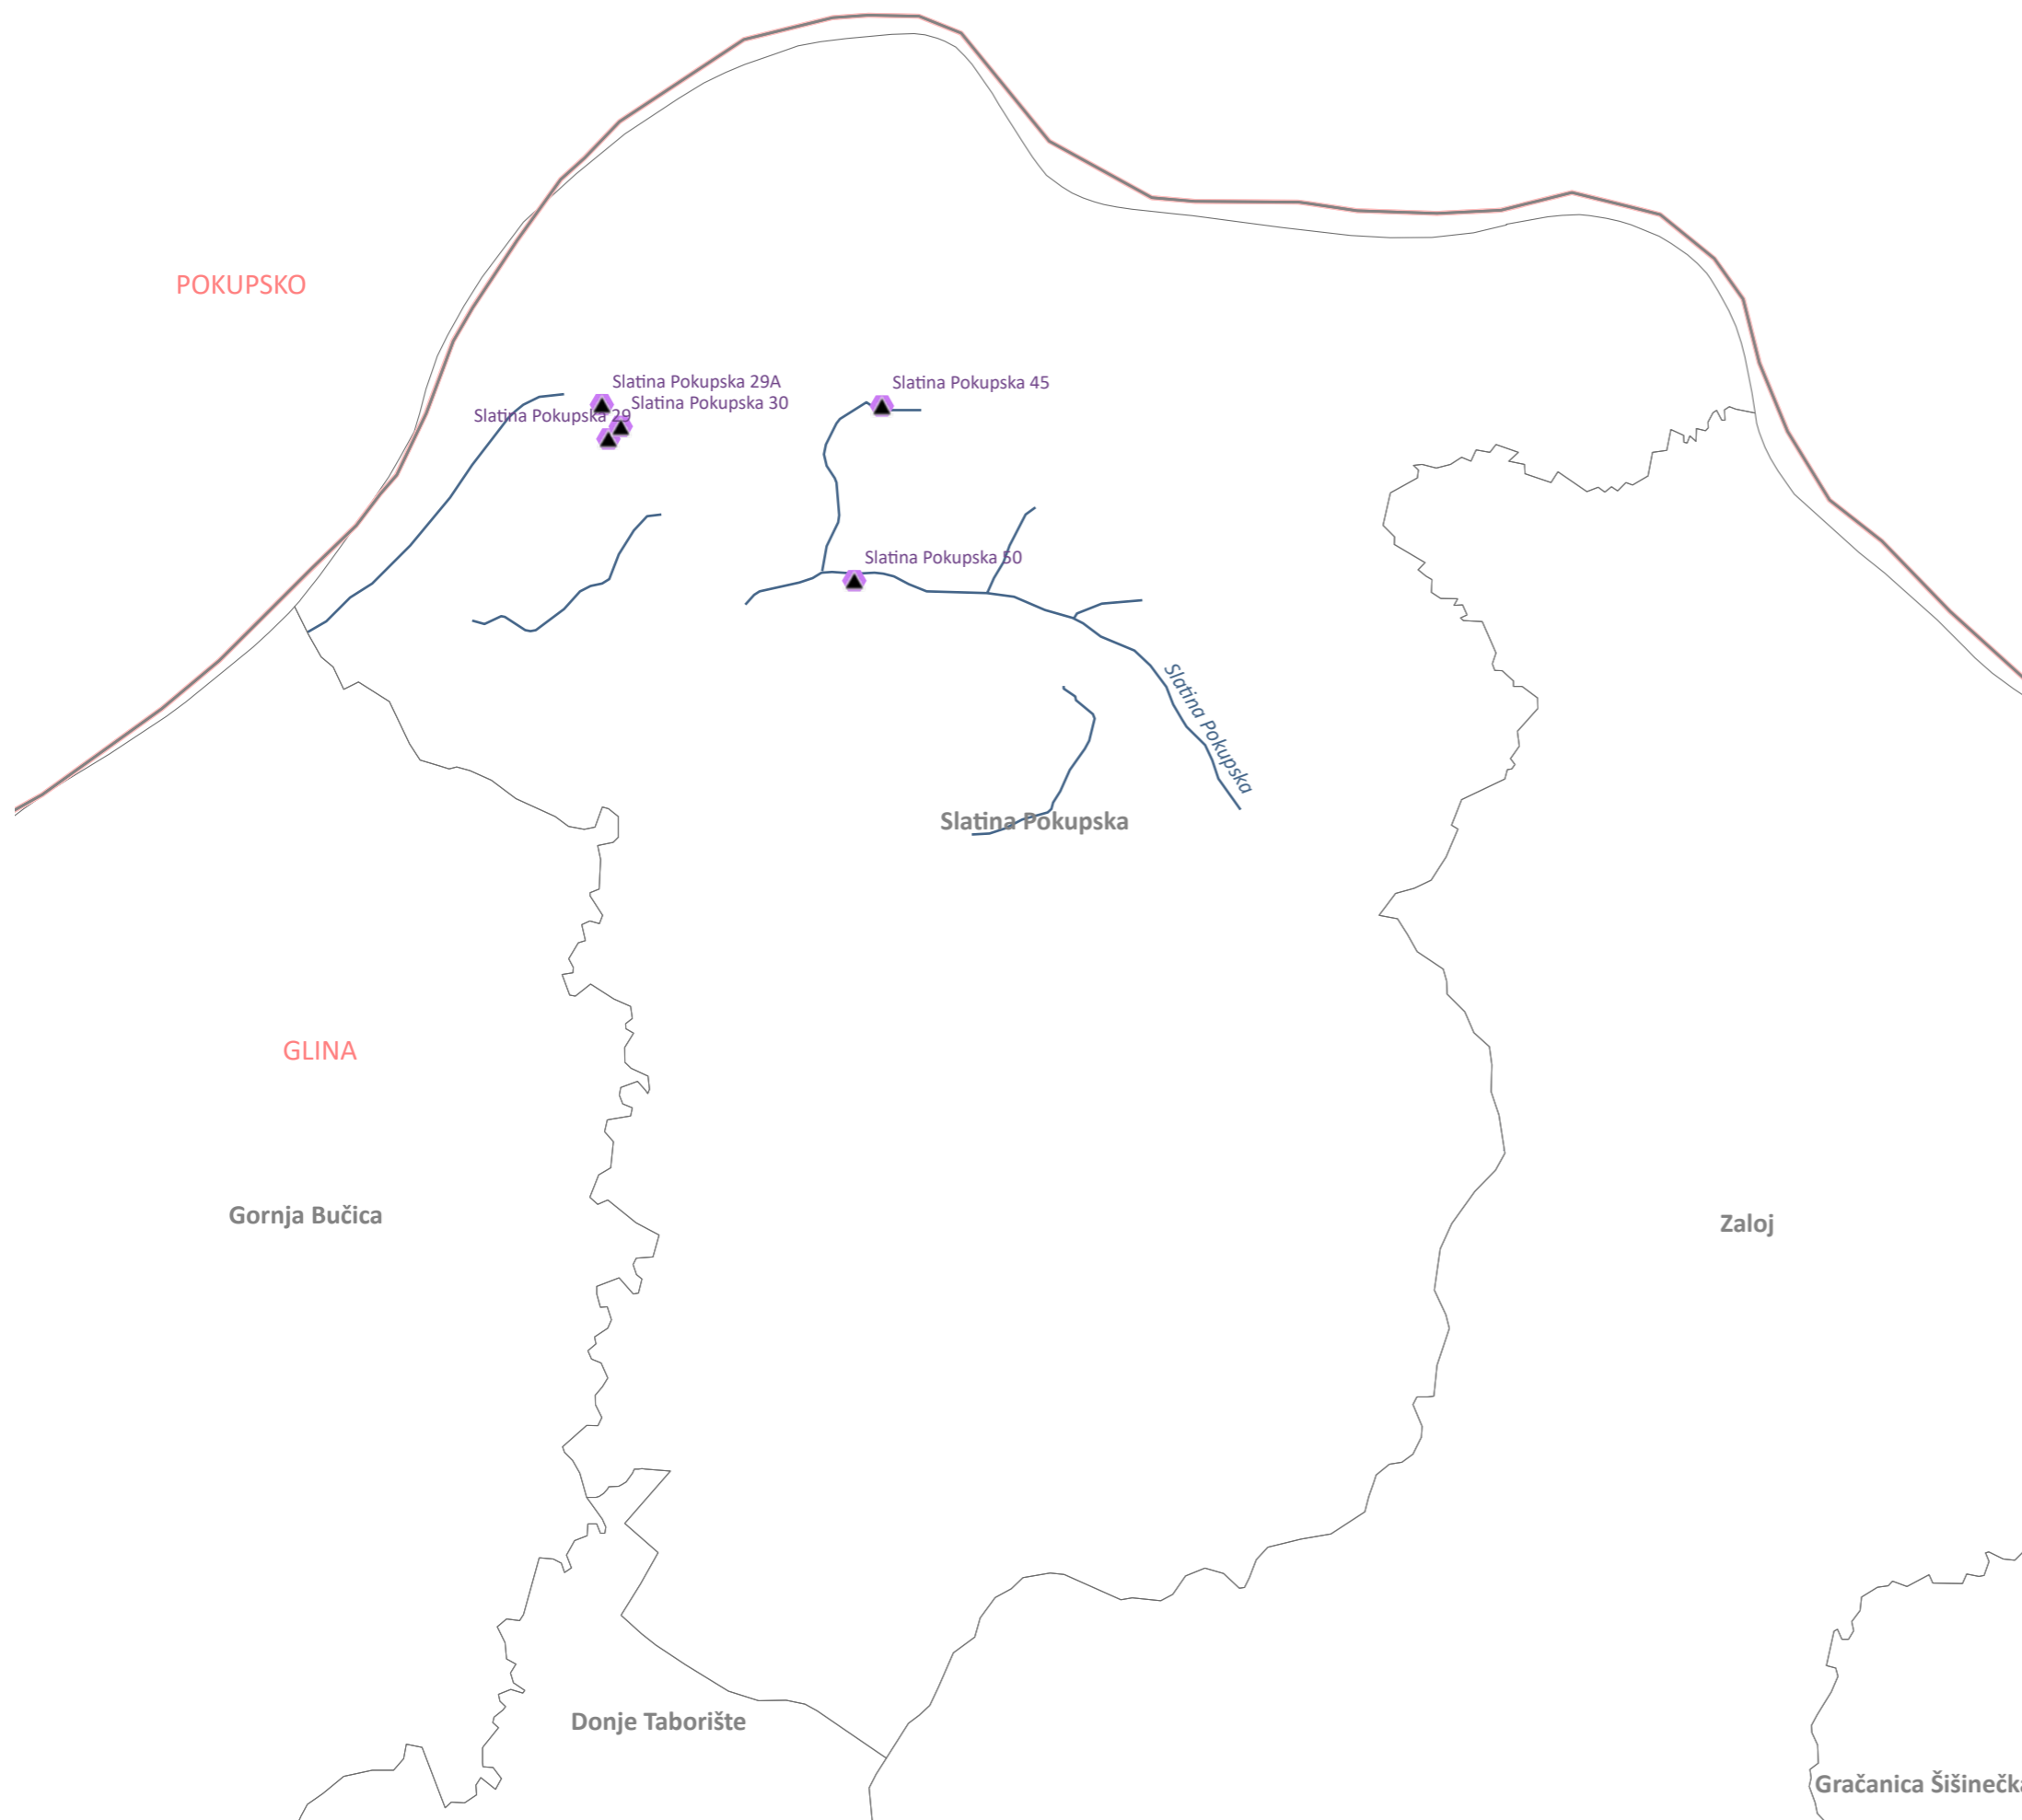 POKUPSKO
Slatina Pokupska 29A
Slatina Pokupska 45
Slatina Pokupska 30
Slatina Pokupska 29
Slatina Pokupska 50
Slatina Pokupska
Slatina Pokupska
GLINA
Gornja Bučica
Zaloj
Donje Taborište
Gračanica Šišinečka